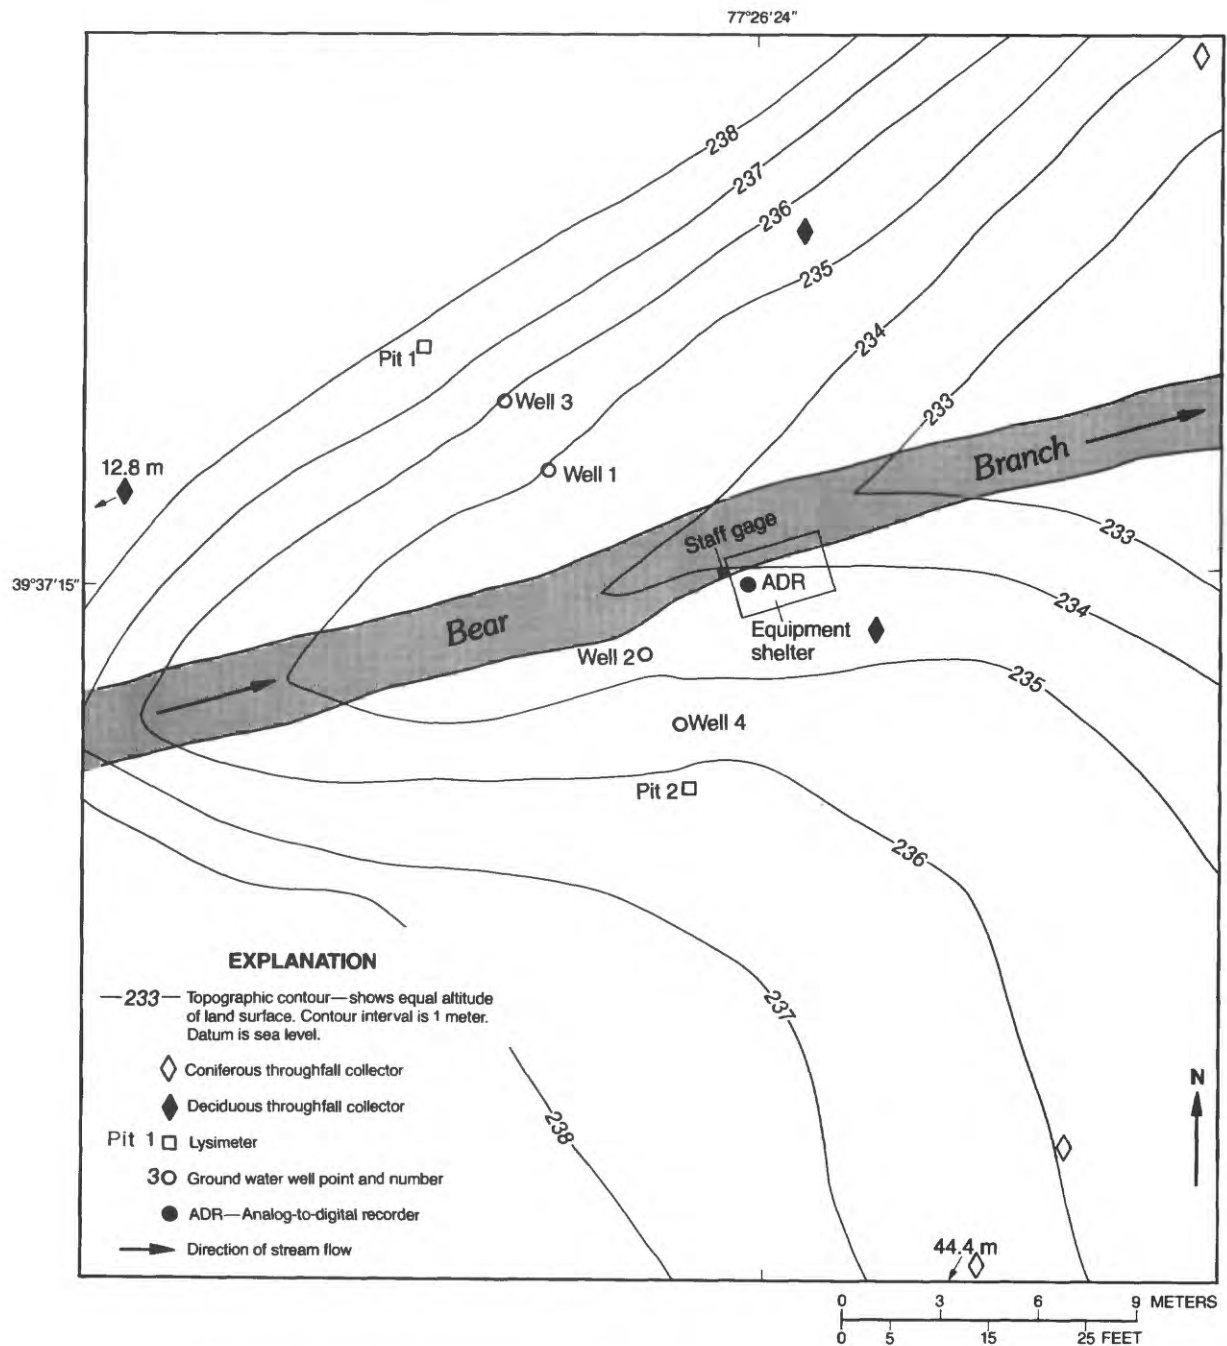 77°26'24"
238
237
236
235
234
233
Pit 1
Well 3
Well 1
12.8 m
Branch
Staff gage
233
39°37'15"
ADR
234
Bear
Equipment
shelter
Well 2
235
Well 4
Pit 2
236
EXPLANATION
237
—233— Topographic contour—shows equal altitude
of land surface. Contour interval is 1 meter.
Datum is sea level.
Coniferous throughfall collector
N
Deciduous throughfall collector
238
Pit 1 Lysimeter
3 Ground water well point and number
ADR—Analog-to-digital recorder
Direction of stream flow
44.4 m
0 3 6 9 METERS
0 5 15 25 FEET